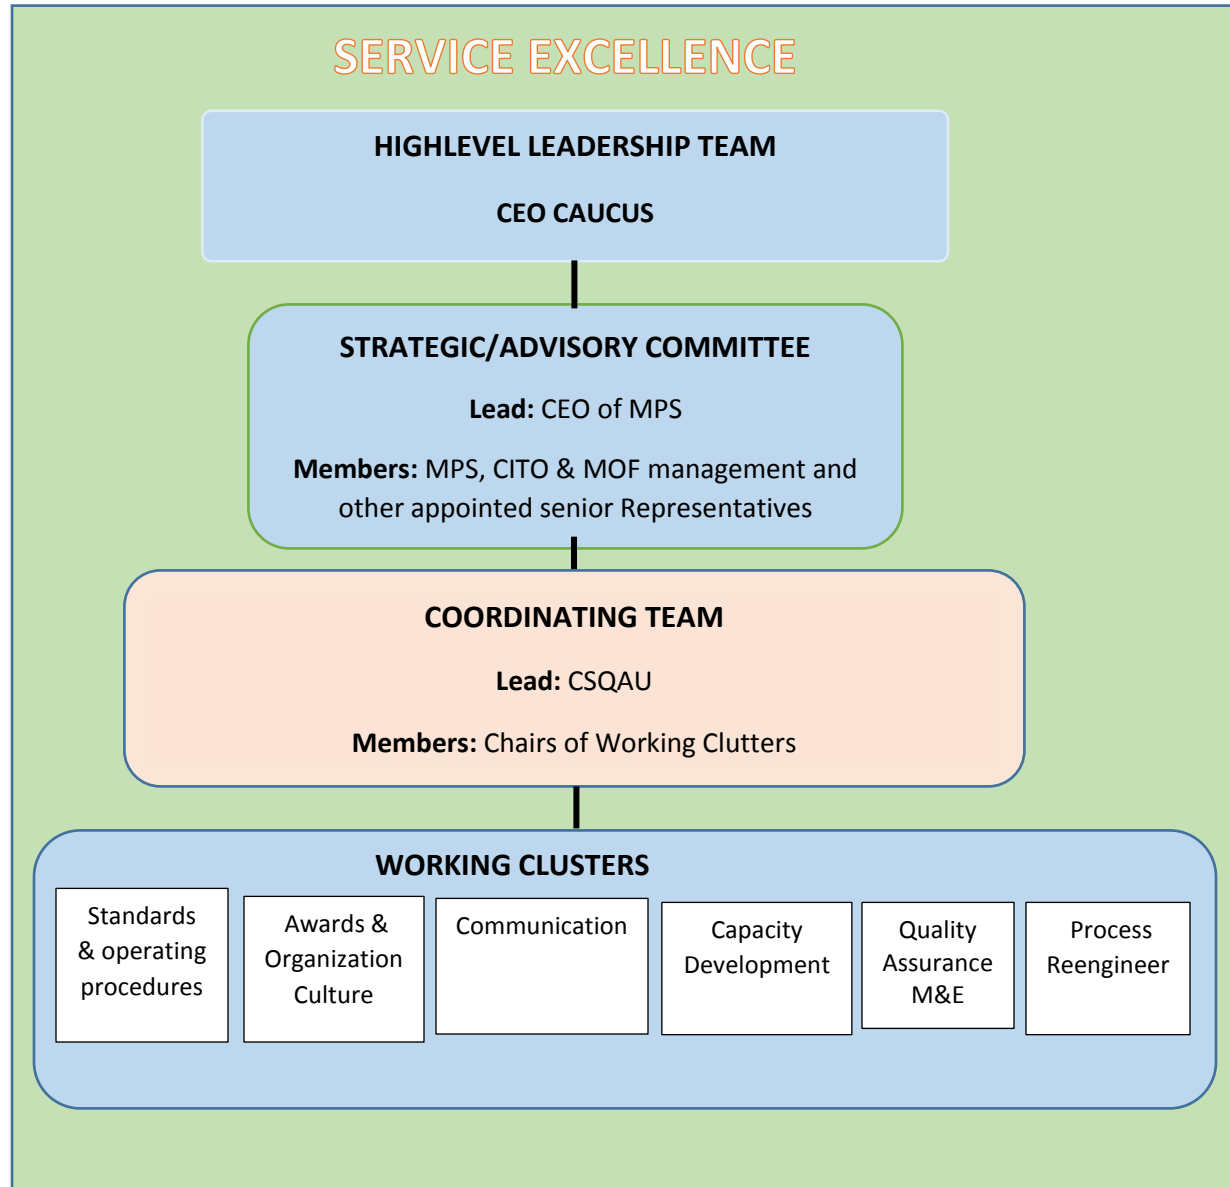 SERVICE EXCELLENCE
HIGHLEVEL LEADERSHIP TEAM
CEO CAUCUS
STRATEGIC/ADVISORY COMMITTEE
Lead: CEO of MPS
Members: MPS, CITO & MOF management and
other appointed senior Representatives
COORDINATING TEAM
Lead: CSQAU
Members: Chairs of Working Clutters
WORKING CLUSTERS
Standards
& operating
procedures
Awards &
Organization
Culture
Communication
Capacity
Development
Quality
Assurance
M&E
Process
Reengineer